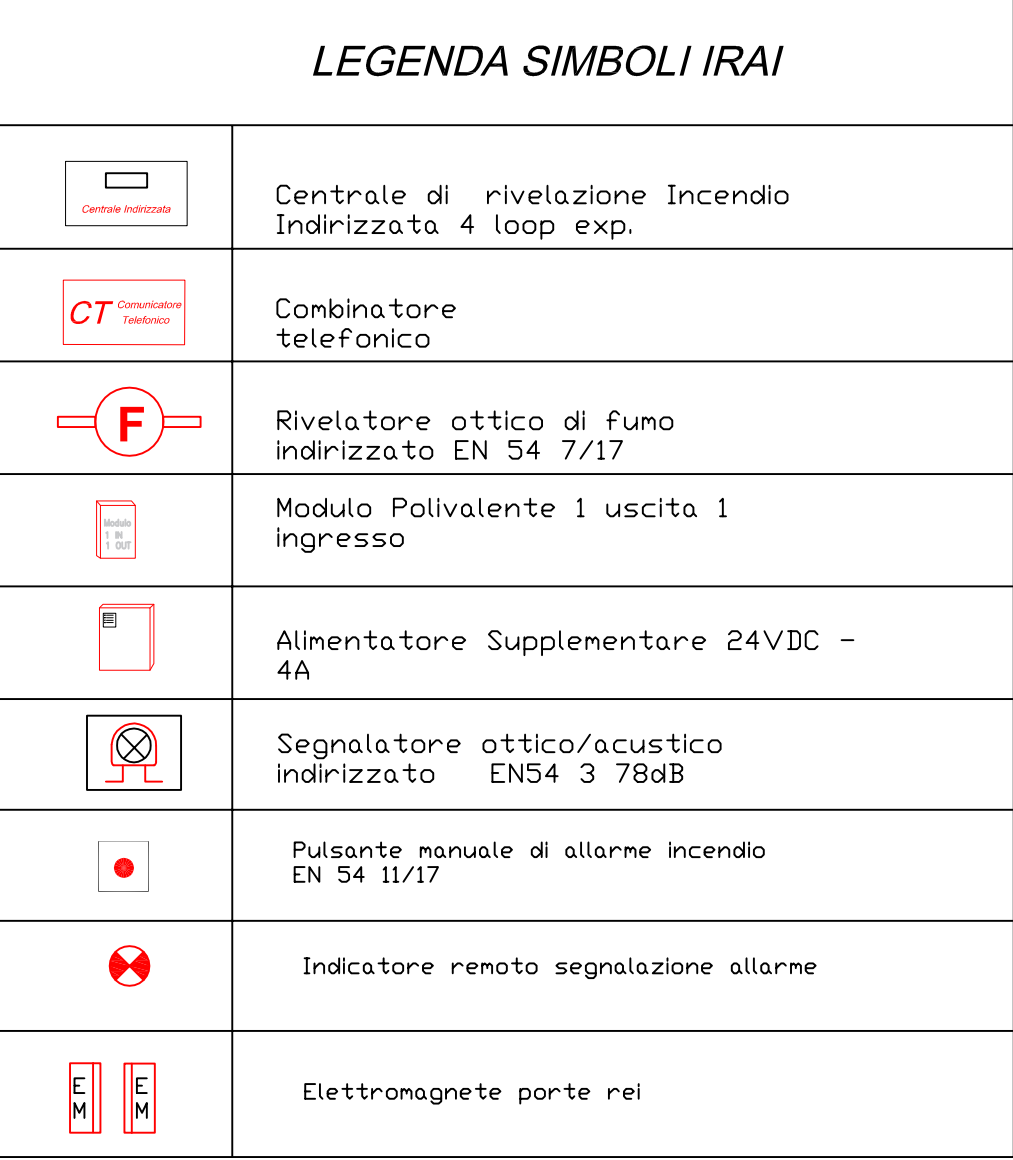 LEGENDA SIMBOLI IRAI
Centrale Indirizzata
Centrale di rivelazione Incendio
Indirizzata 4 loop exp.
CT Comunicatore
Telefonico
Combinatore
telefonico
F
Rivelatore ottico di fumo
indirizzato EN 54 7/17
Modulo
1 IN
1 OUT
Modulo Polivalente 1 uscita 1
ingresso
Alimentatore Supplementare 24VDC -
4A
Segnalatore ottico/acustico
indirizzato EN54 3 78dB
Pulsante manuale di allarme incendio
EN 54 11/17
Indicatore remoto segnalazione allarme
E
M
E
M
Elettromagnete porte rei